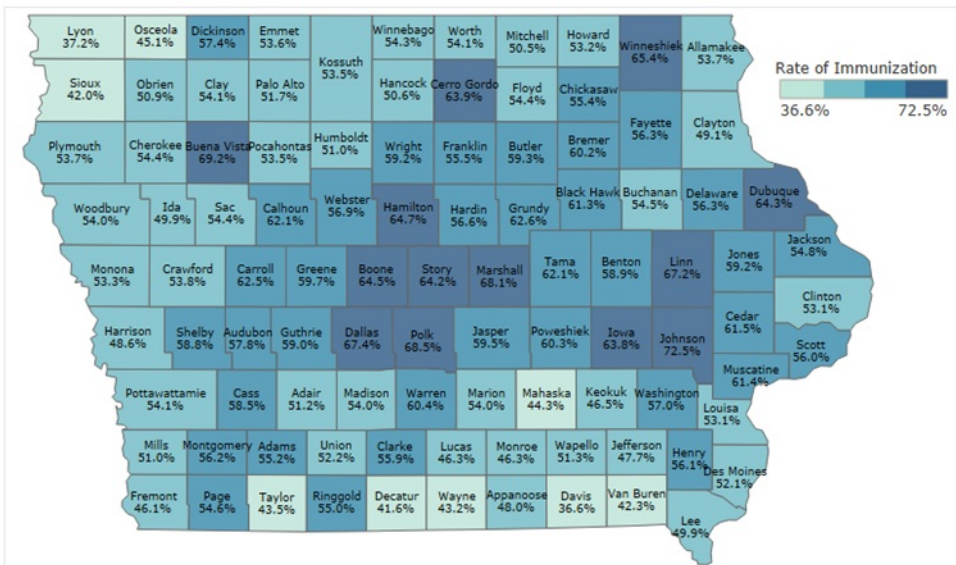 Lyon
37.2%
Osceola
45.1%
Dickinson
57.4%
Emmet
53.6%
Kossuth
53.5%
Winnebago
54.3%
Worth
54.1%
Mitchell
50.5%
Howard
53.2%
Winneshiek
65.4%
Allamakee
53.7%
Rate of Immunization
36.6%
72.5%
Sioux
42.0%
Obrien
50.9%
Clay
54.1%
Palo Alto
51.7%
Hancock
50.6%
Cerro Gordo
63.9%
Floyd
54.4%
Chickasaw
55.4%
Fayette
56.3%
Clayton
49.1%
Plymouth
53.7%
Cherokee
54.4%
Buena Vista
69.2%
Pocahontas
53.5%
Humboldt
51.0%
Wright
59.2%
Franklin
55.5%
Butler
59.3%
Bremer
60.2%
Woodbury
54.0%
Ida
49.9%
Sac
54.4%
Calhoun
62.1%
Webster
56.9%
Hamilton
64.7%
Hardin
56.6%
Grundy
62.6%
Black Hawk
61.3%
Buchanan
54.5%
Delaware
56.3%
Dubuque
64.3%
Monona
53.3%
Crawford
53.8%
Carroll
62.5%
Greene
59.7%
Boone
64.5%
Story
64.2%
Marshall
68.1%
Tama
62.1%
Benton
58.9%
Linn
67.2%
Jones
59.2%
Jackson
54.8%
Clinton
53.1%
Harrison
48.6%
Shelby
58.8%
Audubon
57.8%
Guthrie
59.0%
Dallas
67.4%
Polk
68.5%
Jasper
59.5%
Poweshiek
60.3%
Iowa
63.8%
Johnson
72.5%
Cedar
61.5%
Scott
56.0%
Muscatine
61.4%
Pottawattamie
54.1%
Cass
58.5%
Adair
51.2%
Madison
54.0%
Warren
60.4%
Marion
54.0%
Mahaska
44.3%
Keokuk
46.5%
Washington
57.0%
Louisa
53.1%
Mills
51.0%
Montgomery
56.2%
Adams
55.2%
Union
52.2%
Clarke
55.9%
Lucas
46.3%
Monroe
46.3%
Wapello
51.3%
Jefferson
47.7%
Henry
56.1%
Des Moines
52.1%
Fremont
46.1%
Page
54.6%
Taylor
43.5%
Ringgold
55.0%
Decatur
41.6%
Wayne
43.2%
Appanoose
48.0%
Davis
36.6%
Van Buren
42.3%
Lee
49.9%